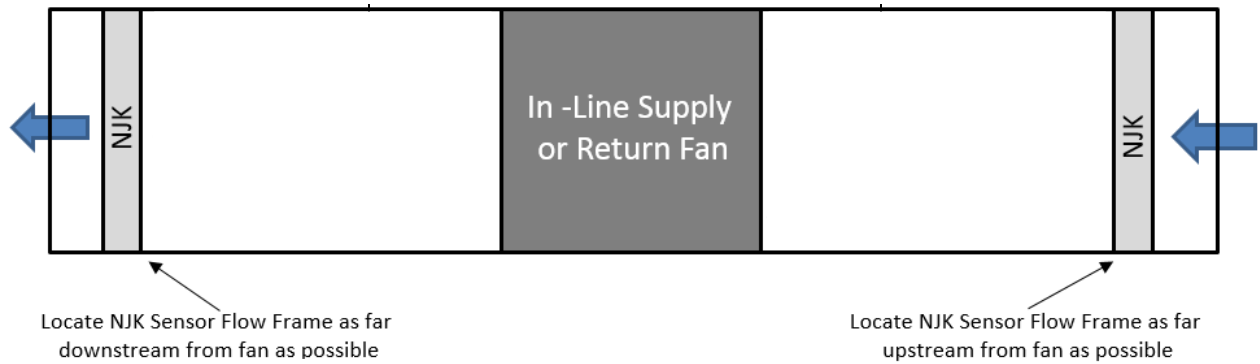 In -Line Supply
or Return Fan
NJK
NJK
Locate NJK Sensor Flow Frame as far
downstream from fan as possible
Locate NJK Sensor Flow Frame as far
upstream from fan as possible